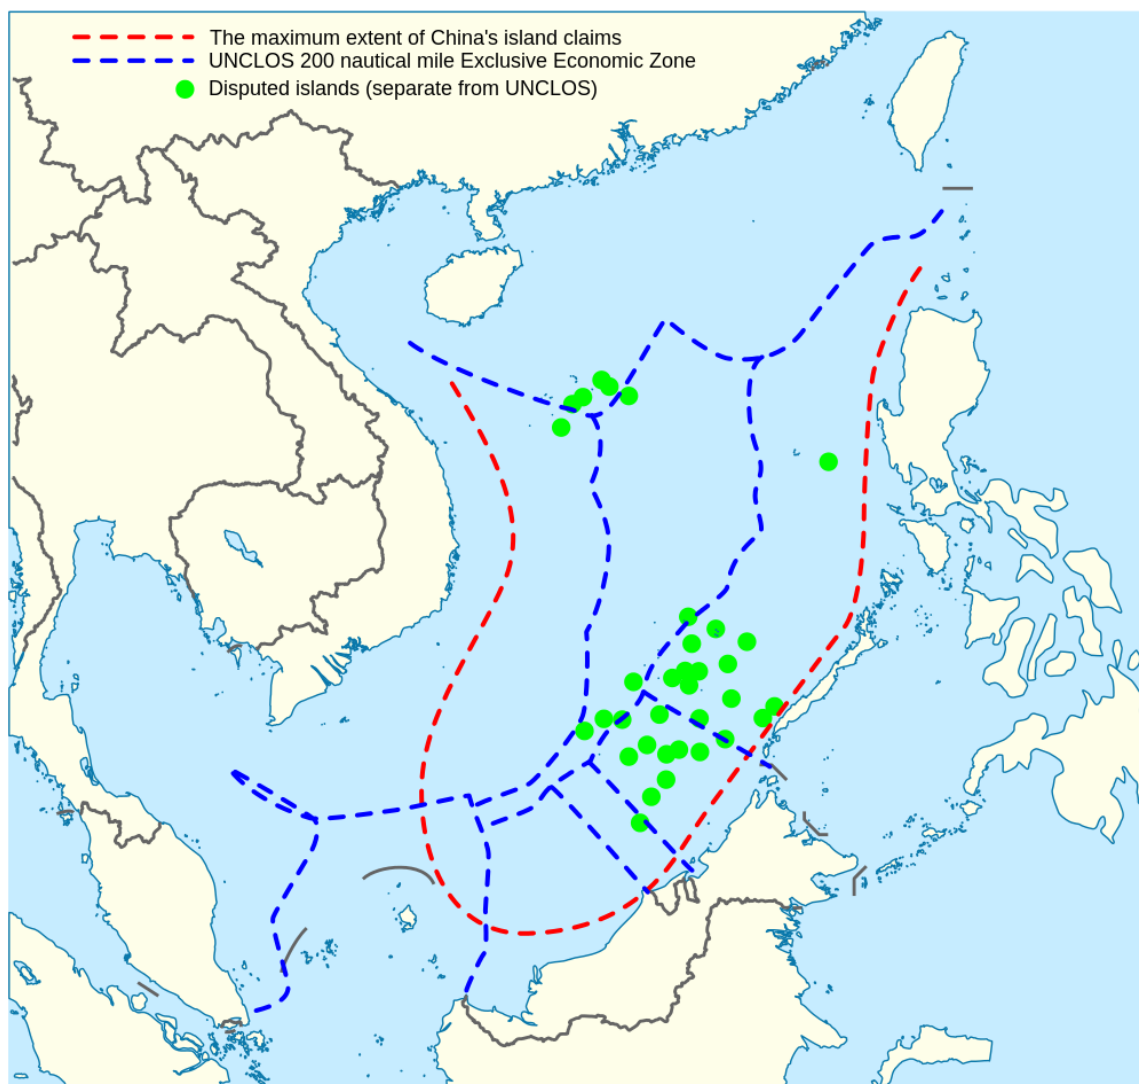 The maximum extent of China's island claims
UNCLOS 200 nautical mile Exclusive Economic Zone
Disputed islands (separate from UNCLOS)